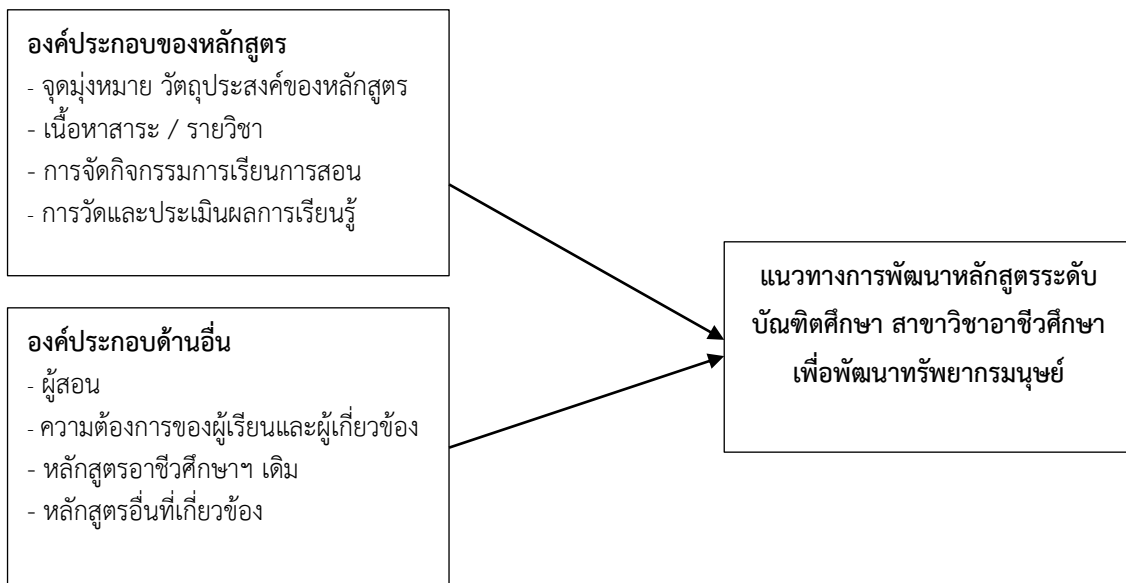 องค์ประกอบของหลักสูตร
- จุดมุ่งหมาย วัตถุประสงค์ของหลักสูตร
- เนื้อหาสาระ / รายวิชา
- การจัดกิจกรรมการเรียนการสอน
- การวัดและประเมินผลการเรียนรู้
องค์ประกอบด้านอื่น
- ผู้สอน
- ความต้องการของผู้เรียนและผู้เกี่ยวข้อง
- หลักสูตรอาชีวศึกษาฯ เดิม
- หลักสูตรอื่นที่เกี่ยวข้อง
แนวทางการพัฒนาหลักสูตรระดับ
บัณฑิตศึกษา สาขาวิชาอาชีวศึกษา
เพื่อพัฒนาทรัพยากรมนุษย์